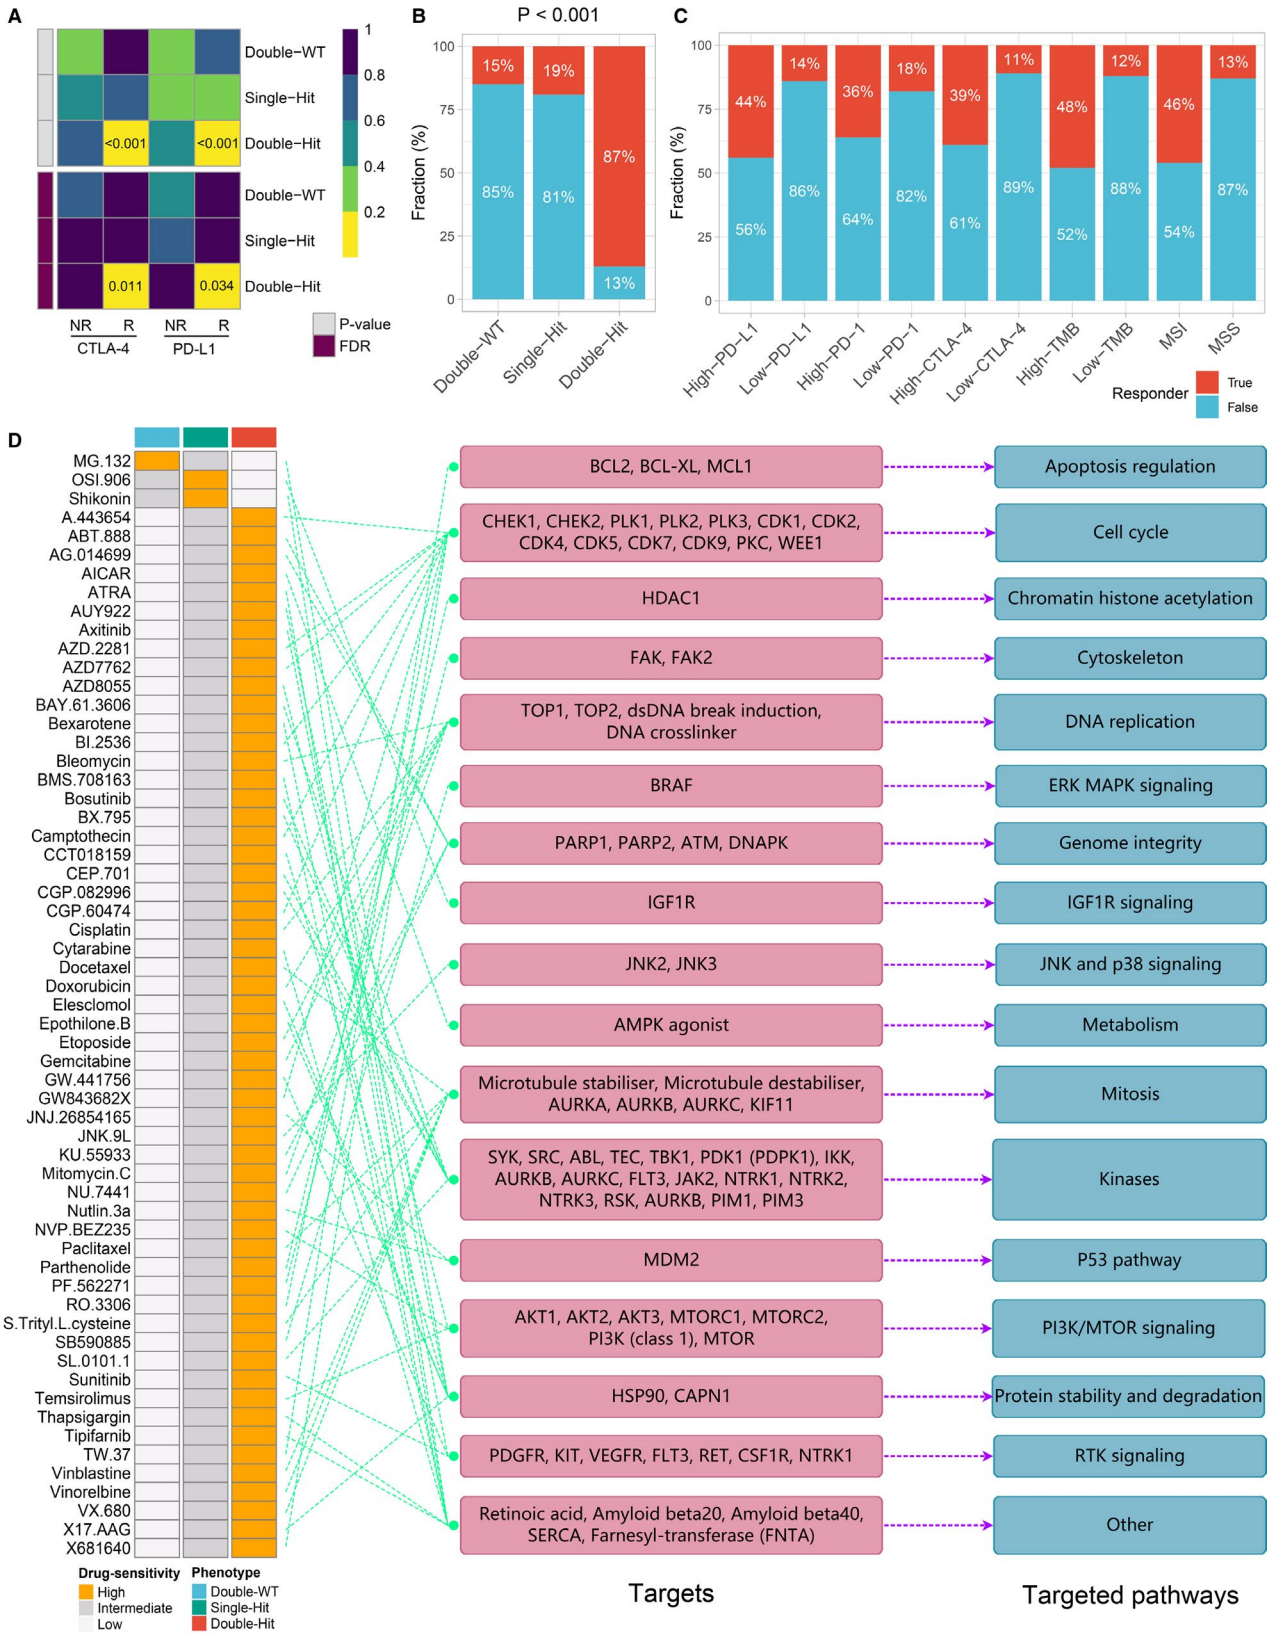 A
Double−WT
Single−Hit
Double−Hit
<0.001
<0.001
Double−WT
Single−Hit
Double−Hit
0.011
0.034
NR
R
NR
R
CTLA-4
PD-L1
1
0.8
0.6
0.4
0.2
P-value
FDR
B
P < 0.001
Fraction (%)
100
75
50
25
0
15%
19%
87%
85%
81%
13%
Double−WT
Single−Hit
Double−Hit
C
Fraction (%)
100
75
50
25
0
44%
14%
36%
18%
39%
11%
48%
12%
46%
13%
56%
86%
64%
82%
61%
89%
52%
88%
54%
87%
High−PD−L1
Low−PD−L1
High−PD−1
Low−PD−1
High−CTLA−4
Low−CTLA−4
High−TMB
Low−TMB
MSI
MSS
Responder
True
False
D
MG.132
OSI.906
Shikonin
A.443654
ABT.888
AG.014699
AICAR
ATRA
AUY922
Axitinib
AZD.2281
AZD7762
AZD8055
BAY.61.3606
Bexarotene
BI.2536
Bleomycin
BMS.708163
Bosutinib
BX.795
Camptothecin
CCT018159
CEP.701
CGP.082996
CGP.60474
Cisplatin
Cytarabine
Docetaxel
Doxorubicin
Elesclomol
Epothilone.B
Etoposide
Gemcitabine
GW.441756
GW843682X
JNJ.26854165
JNK.9L
KU.55933
Mitomycin.C
NU.7441
Nutlin.3a
NVP.BEZ235
Paclitaxel
Parthenolide
PF.562271
RO.3306
S.Trityl.L.cysteine
SB590885
SL.0101.1
Sunitinib
Temsirolimus
Thapsigargin
Tipifarnib
TW.37
Vinblastine
Vinorelbine
VX.680
X17.AAG
X681640
Drug-sensitivity
High
Intermediate
Low
Phenotype
Double-WT
Single-Hit
Double-Hit
BCL2, BCL-XL, MCL1
Apoptosis regulation
CHEK1, CHEK2, PLK1, PLK2, PLK3, CDK1, CDK2,
CDK4, CDK5, CDK7, CDK9, PKC, WEE1
Cell cycle
HDAC1
Chromatin histone acetylation
FAK, FAK2
Cytoskeleton
TOP1, TOP2, dsDNA break induction,
DNA crosslinker
DNA replication
BRAF
ERK MAPK signaling
PARP1, PARP2, ATM, DNAPK
Genome integrity
IGF1R
IGF1R signaling
JNK2, JNK3
JNK and p38 signaling
AMPK agonist
Metabolism
Microtubule stabiliser, Microtubule destabiliser,
AURKA, AURKB, AURKC, KIF11
Mitosis
SYK, SRC, ABL, TEC, TBK1, PDK1 (PDPK1), IKK,
AURKB, AURKC, FLT3, JAK2, NTRK1, NTRK2,
NTRK3, RSK, AURKB, PIM1, PIM3
Kinases
MDM2
P53 pathway
AKT1, AKT2, AKT3, MTORC1, MTORC2,
PI3K (class 1), MTOR
PI3K/MTOR signaling
HSP90, CAPN1
Protein stability and degradation
PDGFR, KIT, VEGFR, FLT3, RET, CSF1R, NTRK1
RTK signaling
Retinoic acid, Amyloid beta20, Amyloid beta40,
SERCA, Farnesyl-transferase (FNTA)
Other
Targets
Targeted pathways